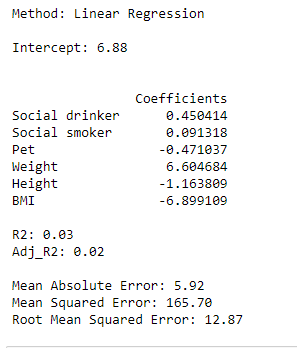 Method: Linear Regression
Intercept: 6.88
Coefficients
Social drinker 0.450414
Social smoker 0.091318
Pet -0.471037
Weight 6.604684
Height -1.163809
BMI -6.899109
R2: 0.03
Adj_R2: 0.02
Mean Absolute Error: 5.92
Mean Squared Error: 165.70
Root Mean Squared Error: 12.87